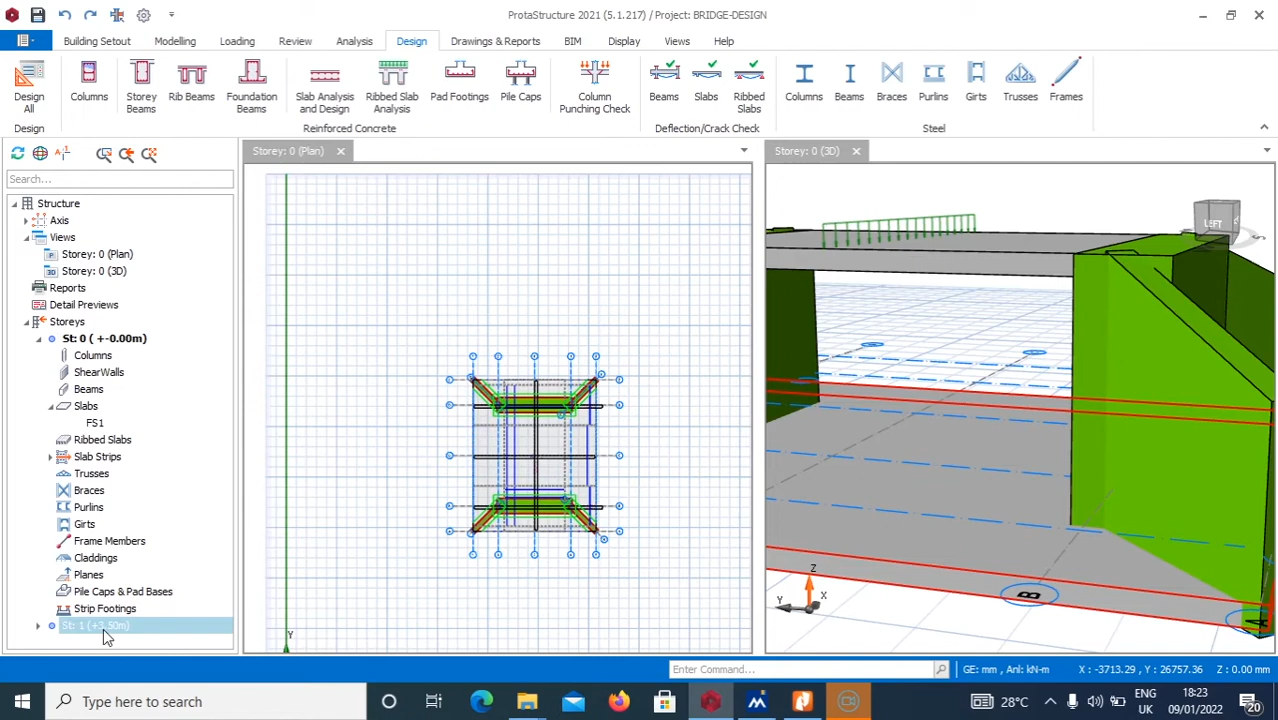 ProtaStructure 2021 (5.1.217) / Project: BRIDGE-DESIGN
Building Setout Modelling Loading Review Analysis Design Drawings & Reports BIM Display Views Help
Design All
Columns
Storey Beams
Rib Beams
Foundation Beams
Slab Analysis and Design
Ribbed Slab Analysis
Pad Footings
Pile Caps
Column Punching Check
Beams
Slabs
Ribbed Slabs
Columns
Beams
Braces
Purlins
Girts
Trusses
Frames
Design Reinforced Concrete Deflection/Crack Check Steel
Storey: 0 (Plan)
Storey: 0 (3D)
Search...
Structure
Axis
Views
Storey: 0 (Plan)
Storey: 0 (3D)
Reports
Detail Previews
Storeys
St: 0 ( +-0.00m)
Columns
ShearWalls
Beams
Slabs
FS1
Ribbed Slabs
Slab Strips
Trusses
Braces
Purlins
Girts
Frame Members
Claddings
Planes
Pile Caps & Pad Bases
Strip Footings
St: 1 (+3.50m)
Y
LEFT
Z
Y
X
B
A
Enter Command...
GE: mm, Anl: kN-m
X : -3713.29 Y : 26757.36
Z : 0.00 mm
Type here to search
28°C
ENG
UK
18:23
09/01/2022
20